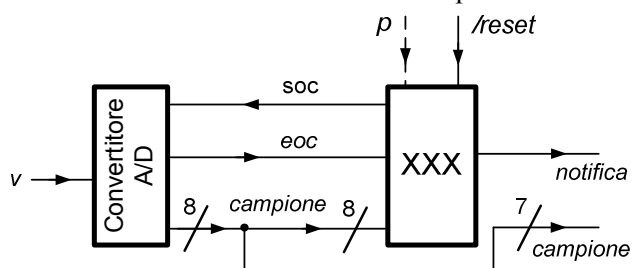 p
/reset
soc
Convertitore
A/D
eoc
XXX
v
notifica
8
campione
8
7
campione